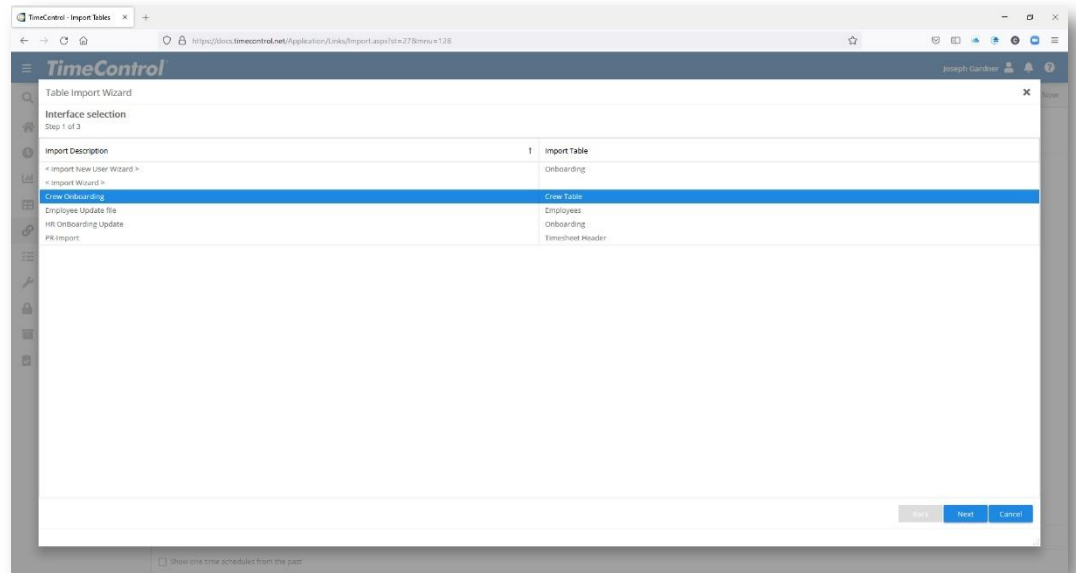 TimeControl - Import Tables
https://docs.timecontrol.net/Application/Links/Import.aspx?st=27&mnu=128
TimeControl
Joseph Gardner
Now
Table Import Wizard
Interface selection
Step 1 of 3
Import Description ↑ Import Table
< Import New User Wizard > Onboarding
< Import Wizard >
Crew Onboarding Crew Table
Employee Update file Employees
HR OnBoarding Update Onboarding
PR-Import Timesheet Header
Back Next Cancel
Show one time schedules from the past